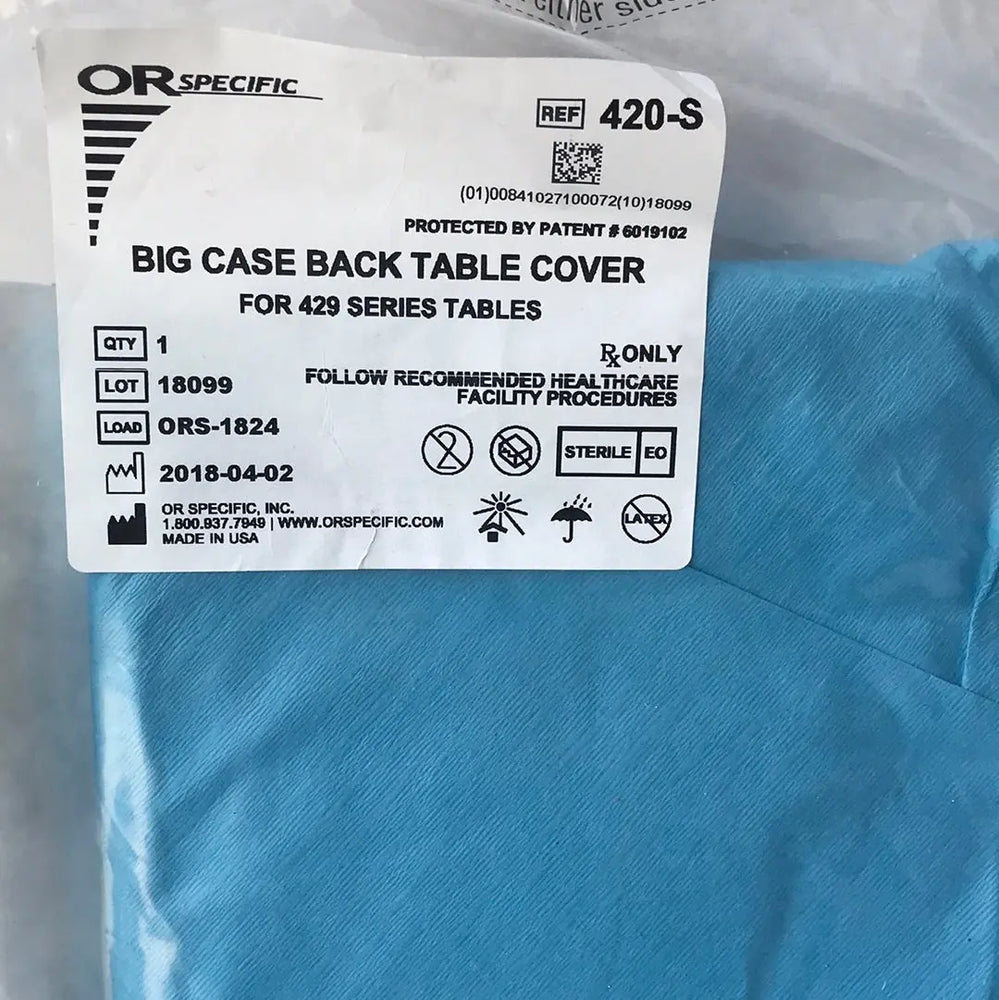 either
OR SPECIFIC
REF 420-S
(01)00841027100072(10)18099
PROTECTED BY PATENT # 6019102
BIG CASE BACK TABLE COVER
FOR 429 SERIES TABLES
QTY 1
RX ONLY
LOT 18099
FOLLOW RECOMMENDED HEALTHCARE
FACILITY PROCEDURES
LOAD ORS-1824
2
STERILE EO
2018-04-02
OR SPECIFIC, INC.
1.800.937.7949 | WWW.ORSPECIFIC.COM
MADE IN USA
LATEX